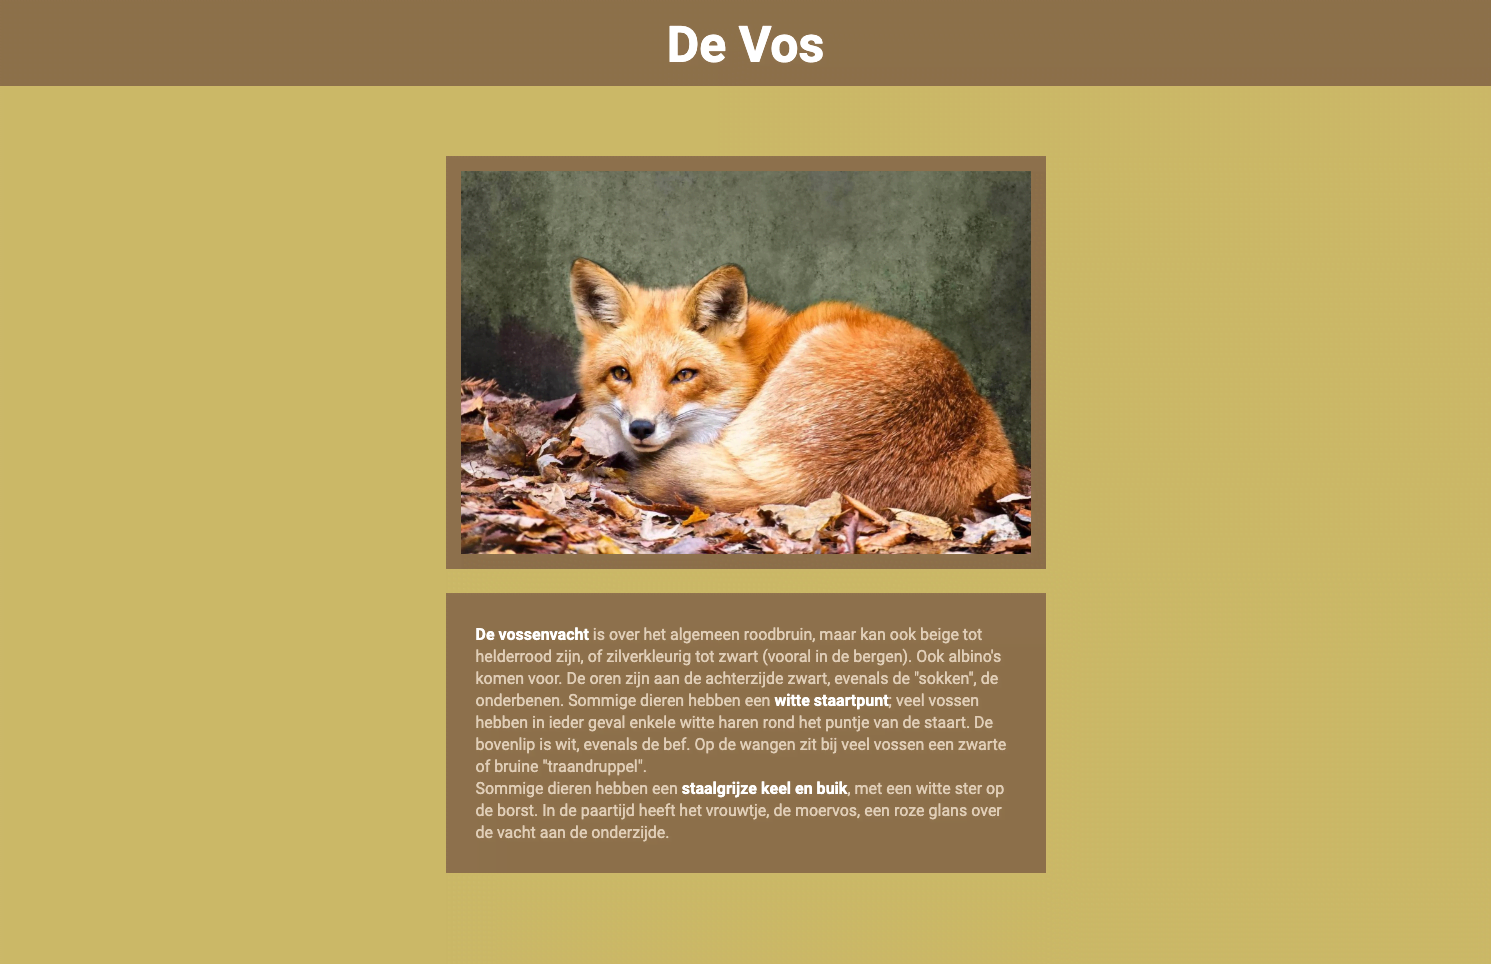 De Vos
De vossenvacht is over het algemeen roodbruin, maar kan ook beige tot
helderrood zijn, of zilverkleurig tot zwart (vooral in de bergen). Ook albino's
komen voor. De oren zijn aan de achterzijde zwart, evenals de "sokken", de
onderbenen. Sommige dieren hebben een witte staartpunt; veel vossen
hebben in ieder geval enkele witte haren rond het puntje van de staart. De
bovenlip is wit, evenals de bef. Op de wangen zit bij veel vossen een zwarte
of bruine "traandruppel".
Sommige dieren hebben een staalgrijze keel en buik, met een witte ster op
de borst. In de paartijd heeft het vrouwtje, de moervos, een roze glans over
de vacht aan de onderzijde.